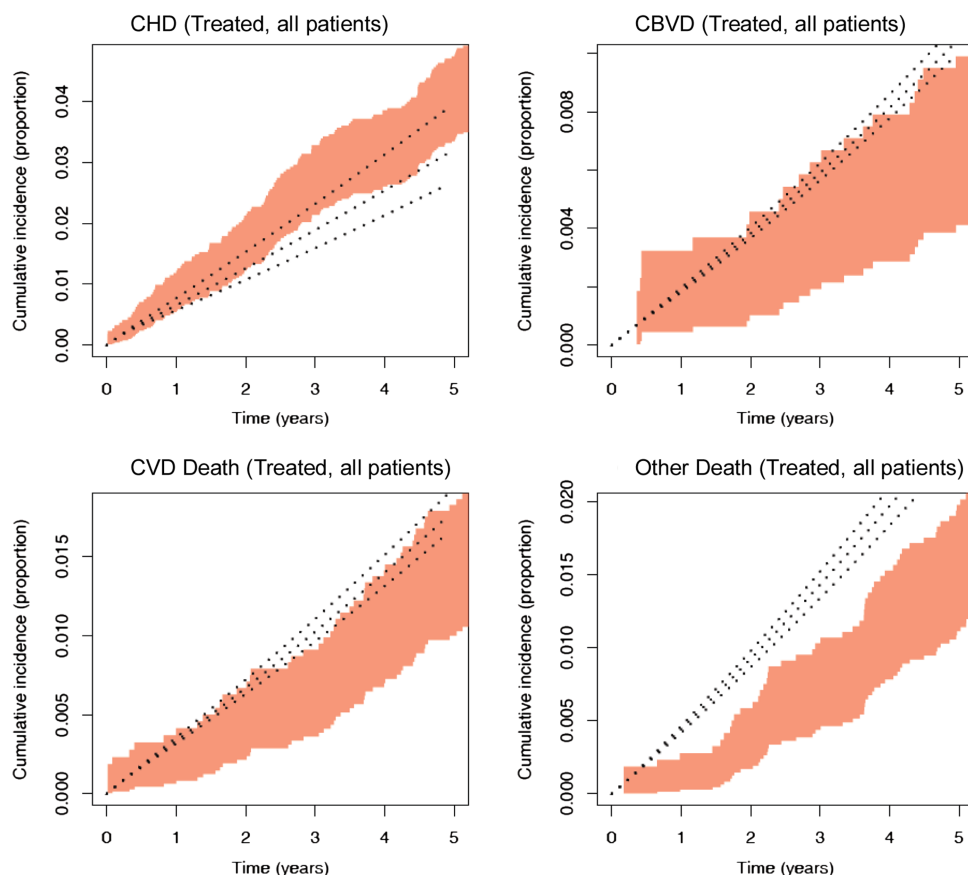 CHD (Treated, all patients)
Cumulative incidence (proportion)
0.04
0.03
0.02
0.01
0.00
0 1 2 3 4 5
Time (years)
CBVD (Treated, all patients)
Cumulative incidence (proportion)
0.008
0.004
0.000
0 1 2 3 4 5
Time (years)
CVD Death (Treated, all patients)
Cumulative incidence (proportion)
0.015
0.010
0.005
0.000
0 1 2 3 4 5
Time (years)
Other Death (Treated, all patients)
Cumulative incidence (proportion)
0.020
0.015
0.010
0.005
0.000
0 1 2 3 4 5
Time (years)